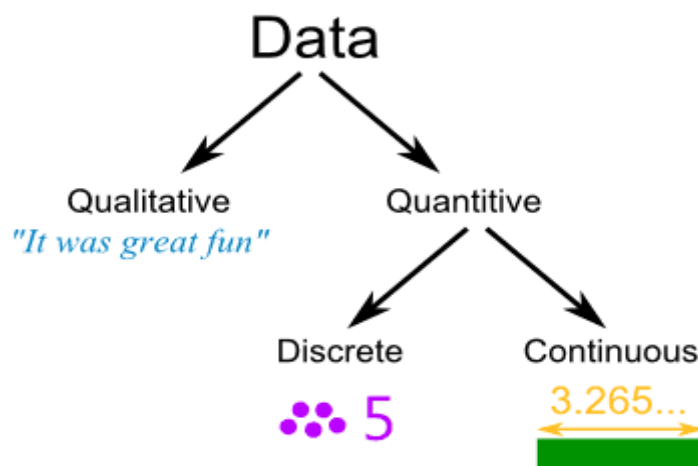 Data
Qualitative Quantitive
"It was great fun"
Discrete Continuous
5 3.265...